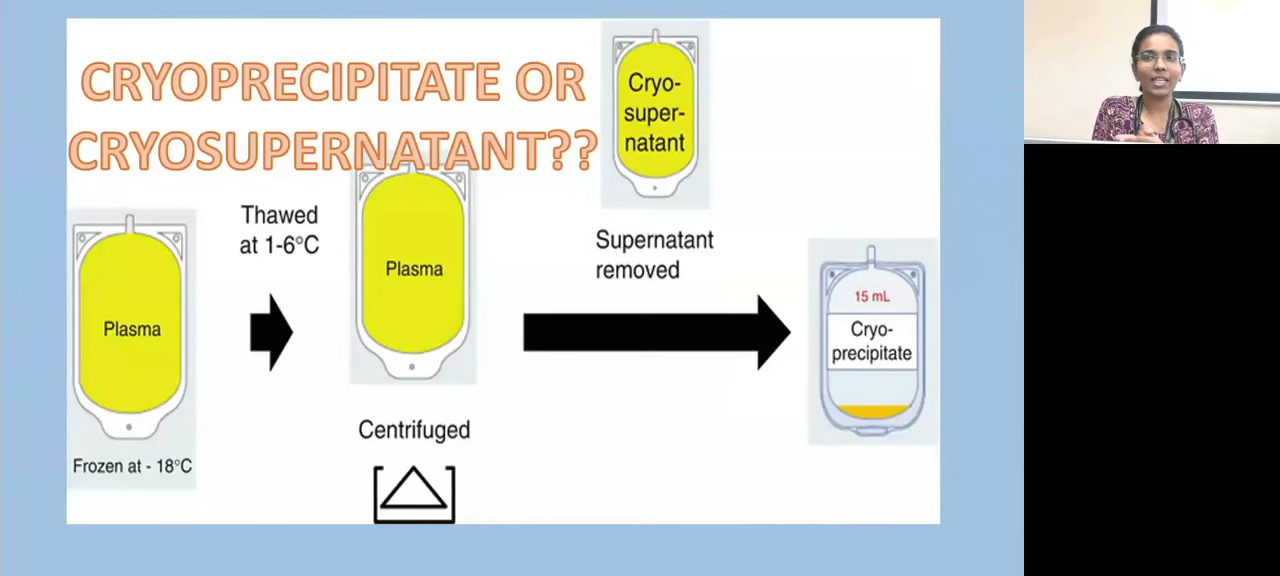 CRYOPRECIPITATE OR
CRYOSUPERNATANT??
Cryo-
super-
natant
Thawed
at 1-6°C
Plasma
Supernatant
removed
15 mL
Cryo-
precipitate
Plasma
Centrifuged
Frozen at - 18°C